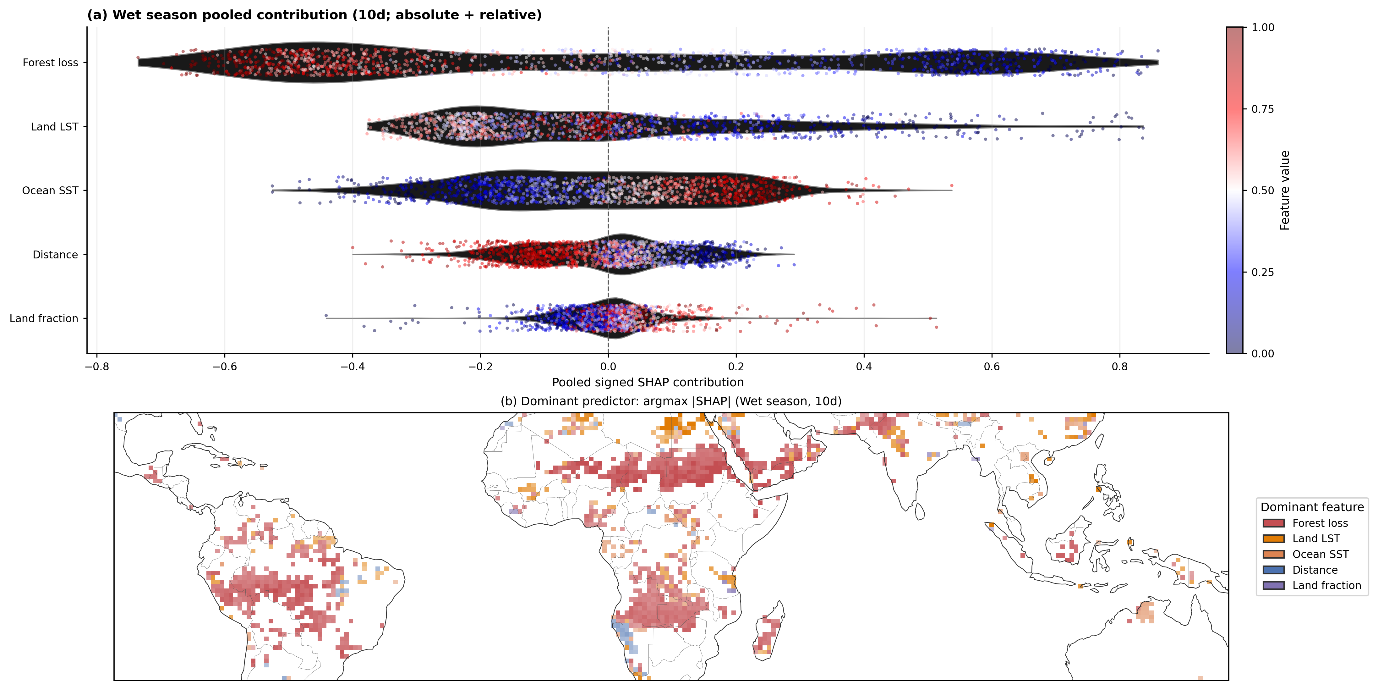 (a) Wet season pooled contribution (10d; absolute + relative)
Forest loss
Land LST
Ocean SST
Distance
Land fraction
−0.8 −0.6 −0.4 −0.2 0.0 0.2 0.4 0.6 0.8
Pooled signed SHAP contribution
1.00
0.75
0.50
0.25
0.00
Feature value
(b) Dominant predictor: argmax |SHAP| (Wet season, 10d)
Dominant feature
Forest loss
Land LST
Ocean SST
Distance
Land fraction